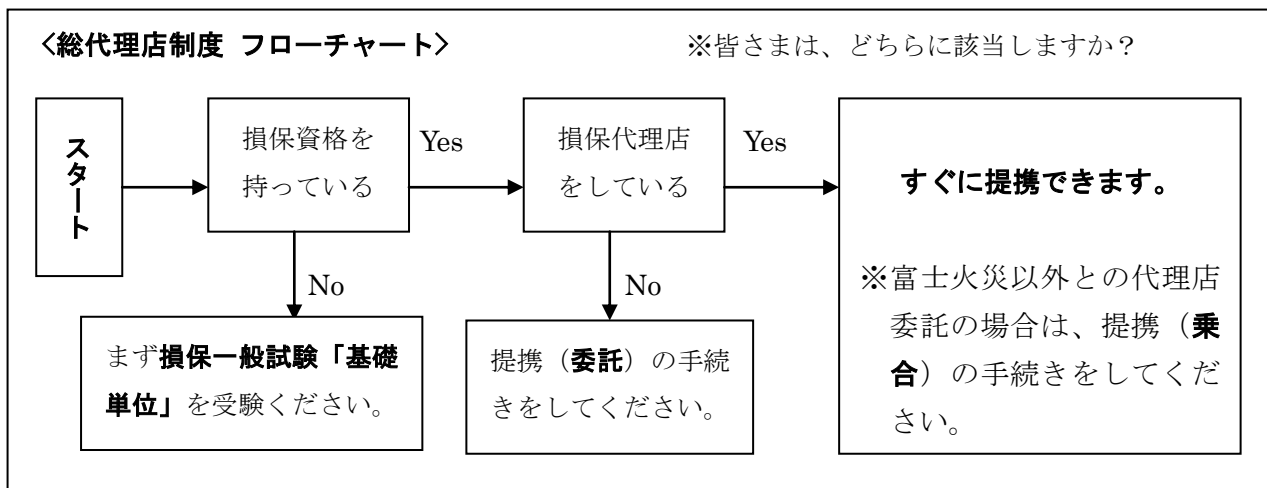 〈総代理店制度 フローチャート〉
※皆さまは、どちらに該当しますか？
スタート
損保資格を
持っている
Yes
損保代理店
をしている
Yes
すぐに提携できます。
※富士火災以外との代理店
委託の場合は、提携（乗
合）の手続きをしてくだ
さい。
No
No
まず損保一般試験「基礎
単位」を受験ください。
提携（委託）の手続
きをしてください。